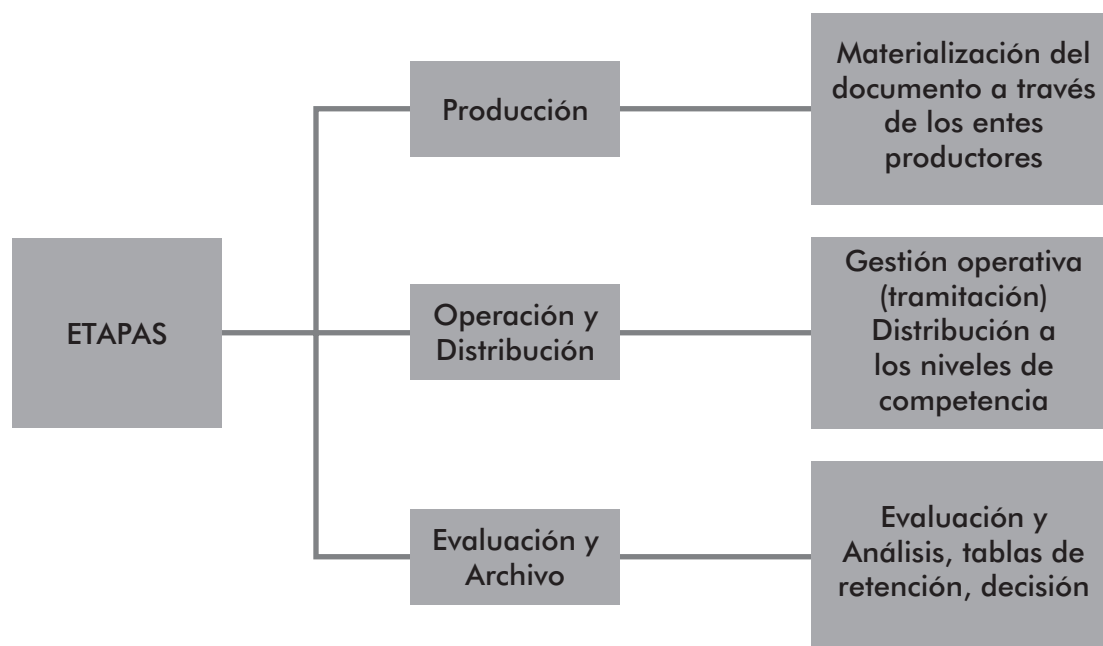 ETAPAS
Producción
Materialización del
documento a través
de los entes
productores
Operación y
Distribución
Gestión operativa
(tramitación)
Distribución a
los niveles de
competencia
Evaluación y
Archivo
Evaluación y
Análisis, tablas de
retención, decisión